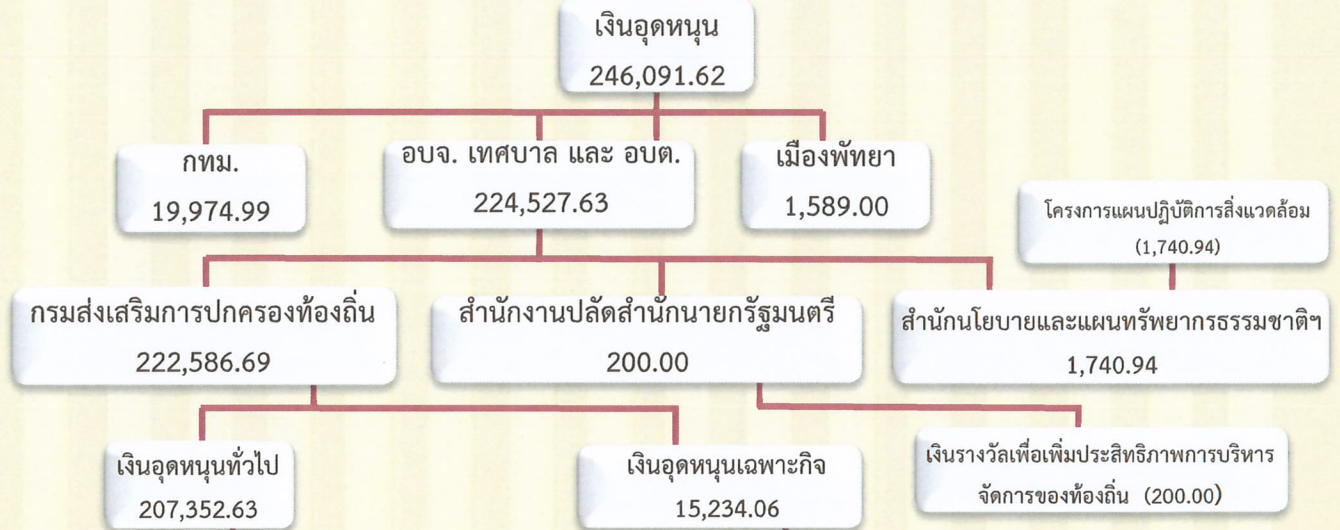 เงินอุดหนุน
246,091.62
กทม.
19,974.99
อบจ. เทศบาล และ อบต.
224,527.63
เมืองพัทยา
1,589.00
โครงการแผนปฏิบัติการสิ่งแวดล้อม
(1,740.94)
กรมส่งเสริมการปกครองท้องถิ่น
222,586.69
สำนักงานปลัดสำนักนายกรัฐมนตรี
200.00
สำนักนโยบายและแผนทรัพยากรธรรมชาติฯ
1,740.94
เงินอุดหนุนทั่วไป
207,352.63
เงินอุดหนุนเฉพาะกิจ
15,234.06
เงินรางวัลเพื่อเพิ่มประสิทธิภาพการบริหาร
จัดการของท้องถิ่น (200.00)